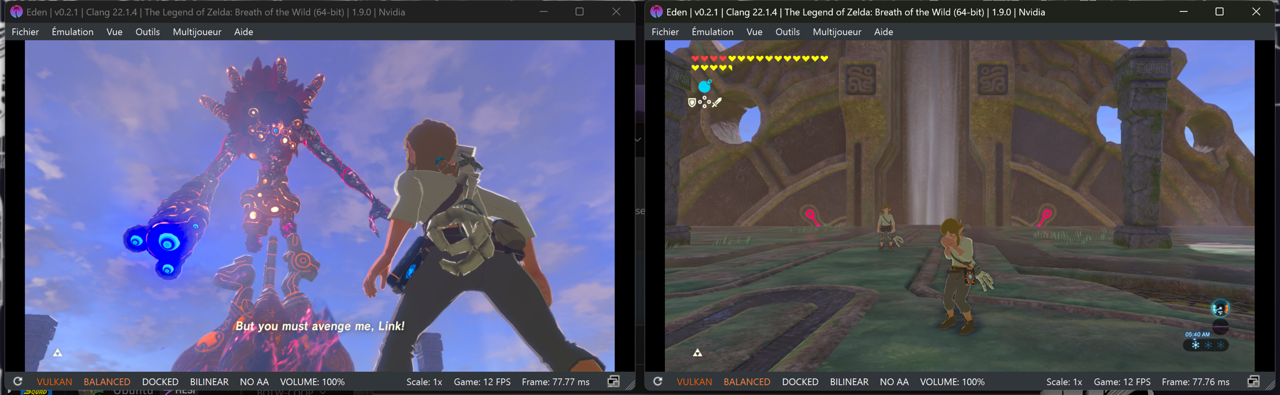 Eden | v0.2.1 | Clang 22.1.4 | The Legend of Zelda: Breath of the Wild (64-bit) | 1.9.0 | Nvidia
Fichier Émulation Vue Outils Multijoueur Aide
But you must avenge me, Link!
VULKAN BALANCED DOCKED BILINEAR NO AA VOLUME: 100% Scale: 1x Game: 12 FPS Frame: 77.77 ms
Eden | v0.2.1 | Clang 22.1.4 | The Legend of Zelda: Breath of the Wild (64-bit) | 1.9.0 | Nvidia
Fichier Émulation Vue Outils Multijoueur Aide
05:40 AM
VULKAN BALANCED DOCKED BILINEAR NO AA VOLUME: 100% Scale: 1x Game: 12 FPS Frame: 77.76 ms